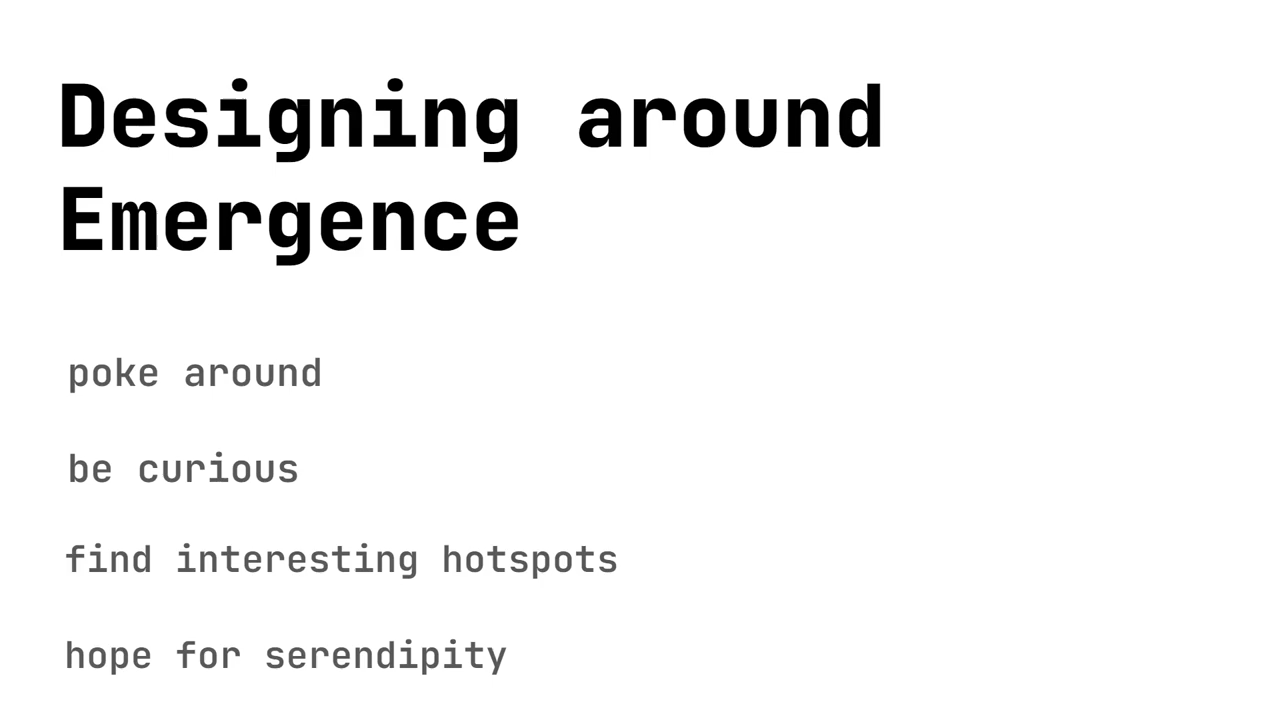 Designing around
Emergence
poke around
be curious
find interesting hotspots
hope for serendipity